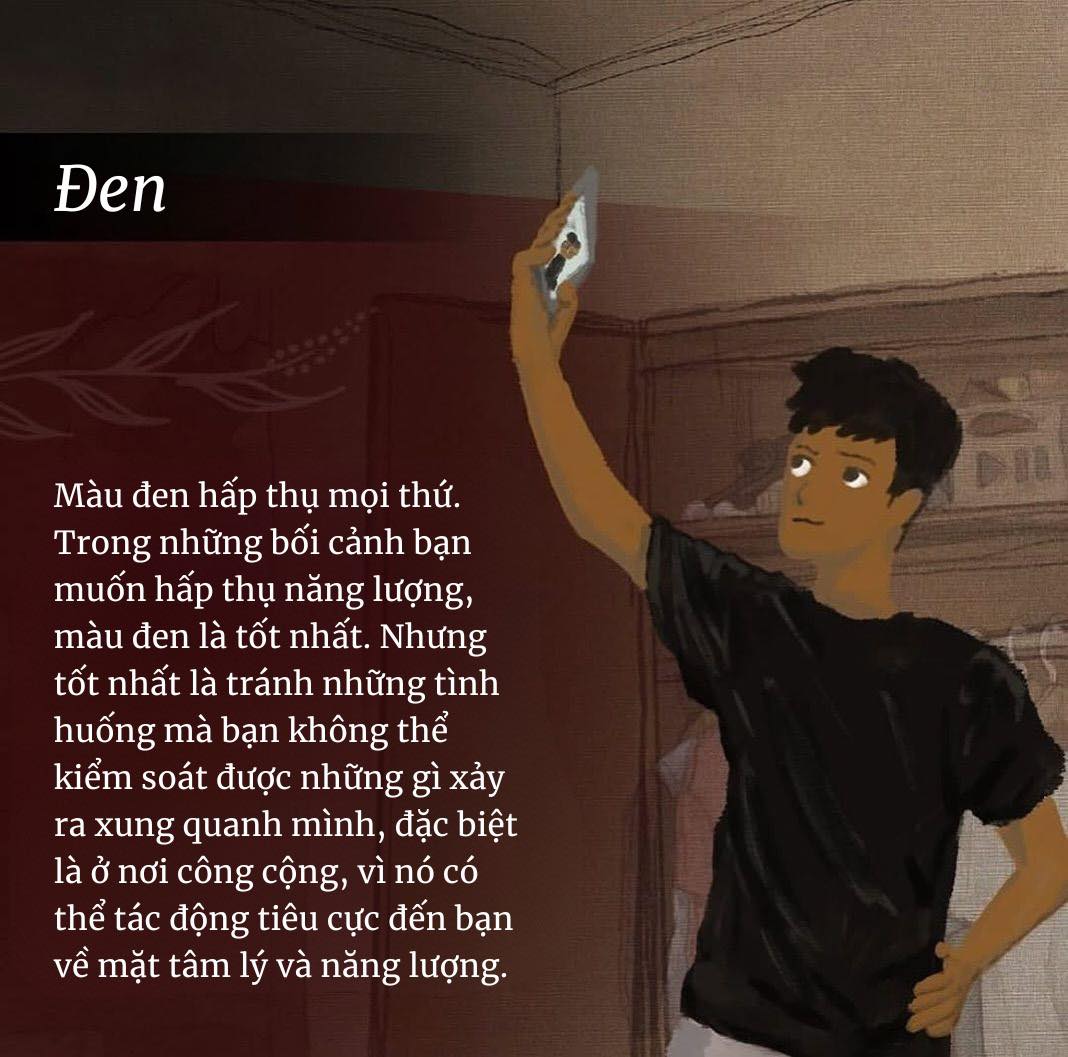 Đen
Màu đen hấp thụ mọi thứ.
Trong những bối cảnh bạn
muốn hấp thụ năng lượng,
màu đen là tốt nhất. Nhưng
tốt nhất là tránh những tình
huống mà bạn không thể
kiểm soát được những gì xảy
ra xung quanh mình, đặc biệt
là ở nơi công cộng, vì nó có
thể tác động tiêu cực đến bạn
về mặt tâm lý và năng lượng.